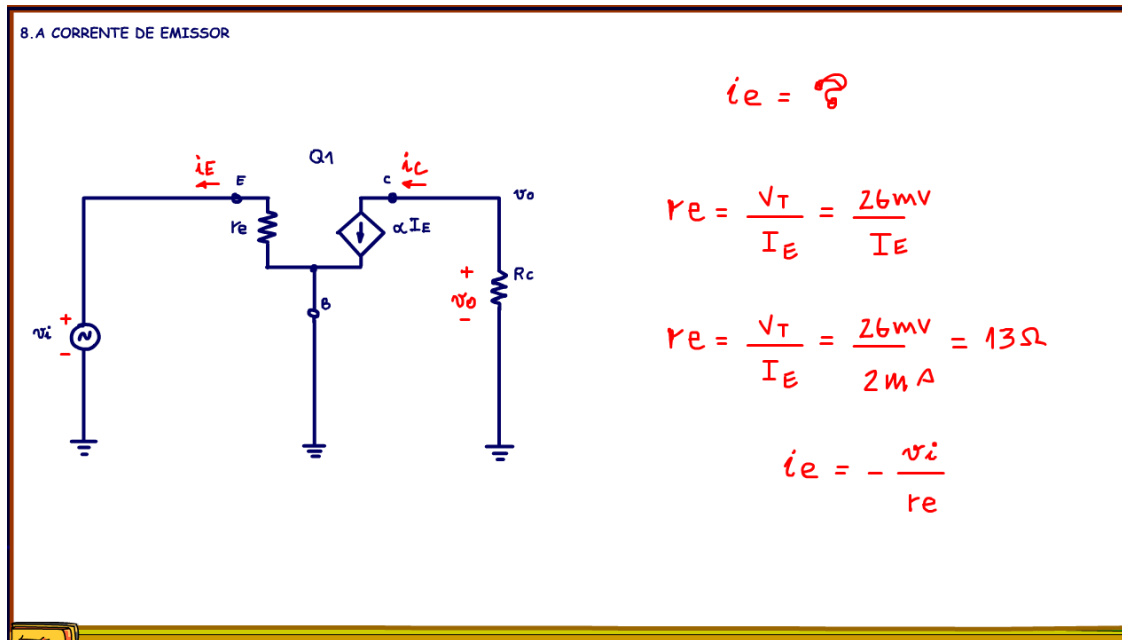 8.A CORRENTE DE EMISSOR
ie = ?
Q1
iE
E
iC
C
vo
re
αIE
re = VT / IE = 26mV / IE
B
+
vo
-
Rc
vi
+
-
re = VT / IE = 26mV / 2mA = 13Ω
ie = - vi / re